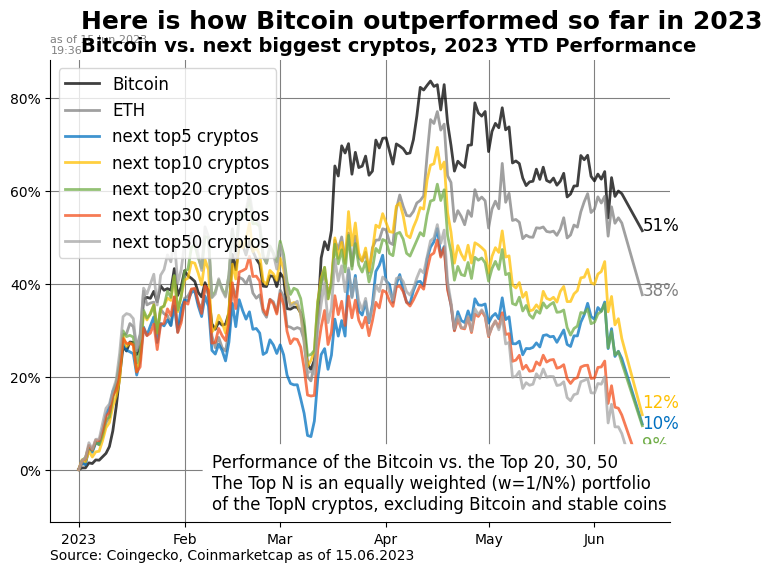 Here is how Bitcoin outperformed so far in 2023
as of 15 Jun 2023
19:36
Bitcoin vs. next biggest cryptos, 2023 YTD Performance
Bitcoin
ETH
next top5 cryptos
next top10 cryptos
next top20 cryptos
next top30 cryptos
next top50 cryptos
80%
60%
40%
20%
0%
51%
38%
12%
10%
9%
Performance of the Bitcoin vs. the Top 20, 30, 50
The Top N is an equally weighted (w=1/N%) portfolio
of the TopN cryptos, excluding Bitcoin and stable coins
2023 Feb Mar Apr May Jun
Source: Coingecko, Coinmarketcap as of 15.06.2023